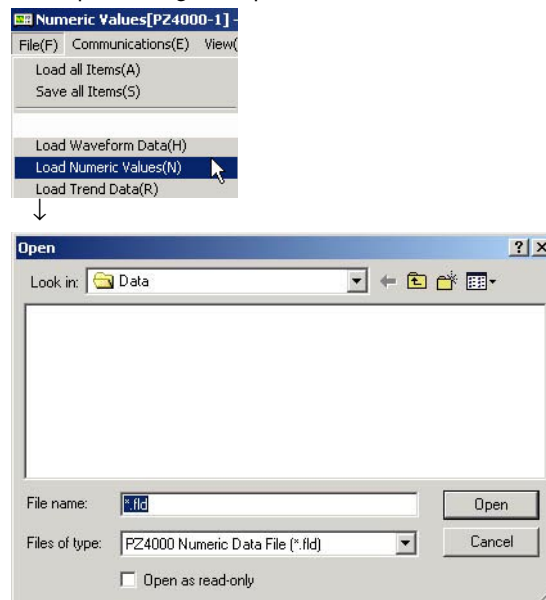 Numeric Values[PZ4000-1] -
File(F) Communications(E) View(
Load all Items(A)
Save all Items(S)
Load Waveform Data(H)
Load Numeric Values(N)
Load Trend Data(R)
↓
Open
Look in: Data
File name: *.fld Open
Files of type: PZ4000 Numeric Data File (*.fld) Cancel
Open as read-only